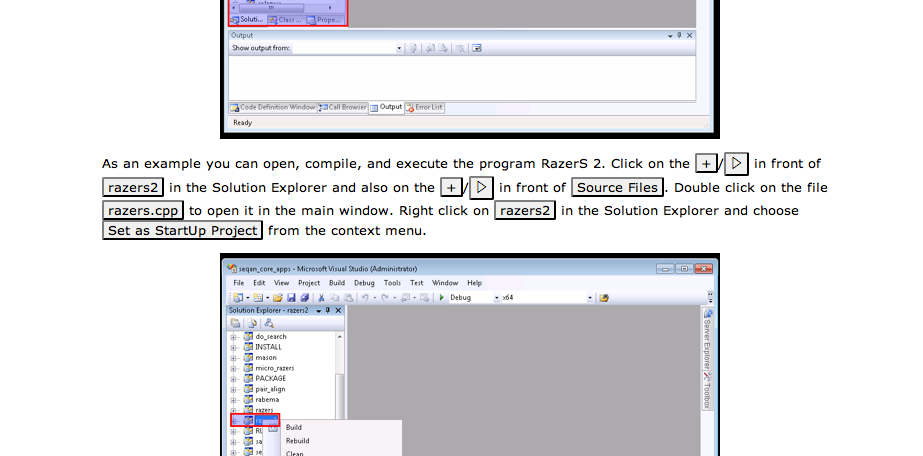 Soluti... Class ... Prope...
Output
Show output from:
Code Definition Window Call Browser Output Error List
Ready
As an example you can open, compile, and execute the program RazerS 2. Click on the + / ▷ in front of
razers2 in the Solution Explorer and also on the + / ▷ in front of Source Files . Double click on the file
razers.cpp to open it in the main window. Right click on razers2 in the Solution Explorer and choose
Set as StartUp Project from the context menu.
seqan_core_apps - Microsoft Visual Studio (Administrator)
File Edit View Project Build Debug Tools Test Window Help
Debug x64
Solution Explorer - razers2
Server Explorer
Toolbox
do_search
INSTALL
mason
micro_razers
PACKAGE
pair_align
rabema
razers
Build
Rebuild
Clean